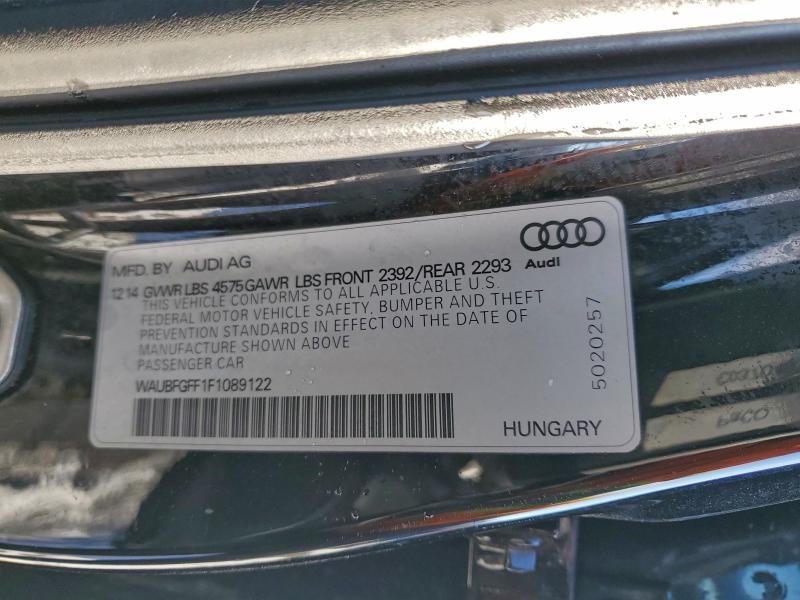 MFD. BY AUDI AG
Audi
1214 GVWR LBS 4575 GAWR LBS FRONT 2392/REAR 2293
THIS VEHICLE CONFORMS TO ALL APPLICABLE U.S.
FEDERAL MOTOR VEHICLE SAFETY, BUMPER AND THEFT
PREVENTION STANDARDS IN EFFECT ON THE DATE OF
MANUFACTURE SHOWN ABOVE
PASSENGER CAR
WAUBFGFF1F1089122
HUNGARY
5020257